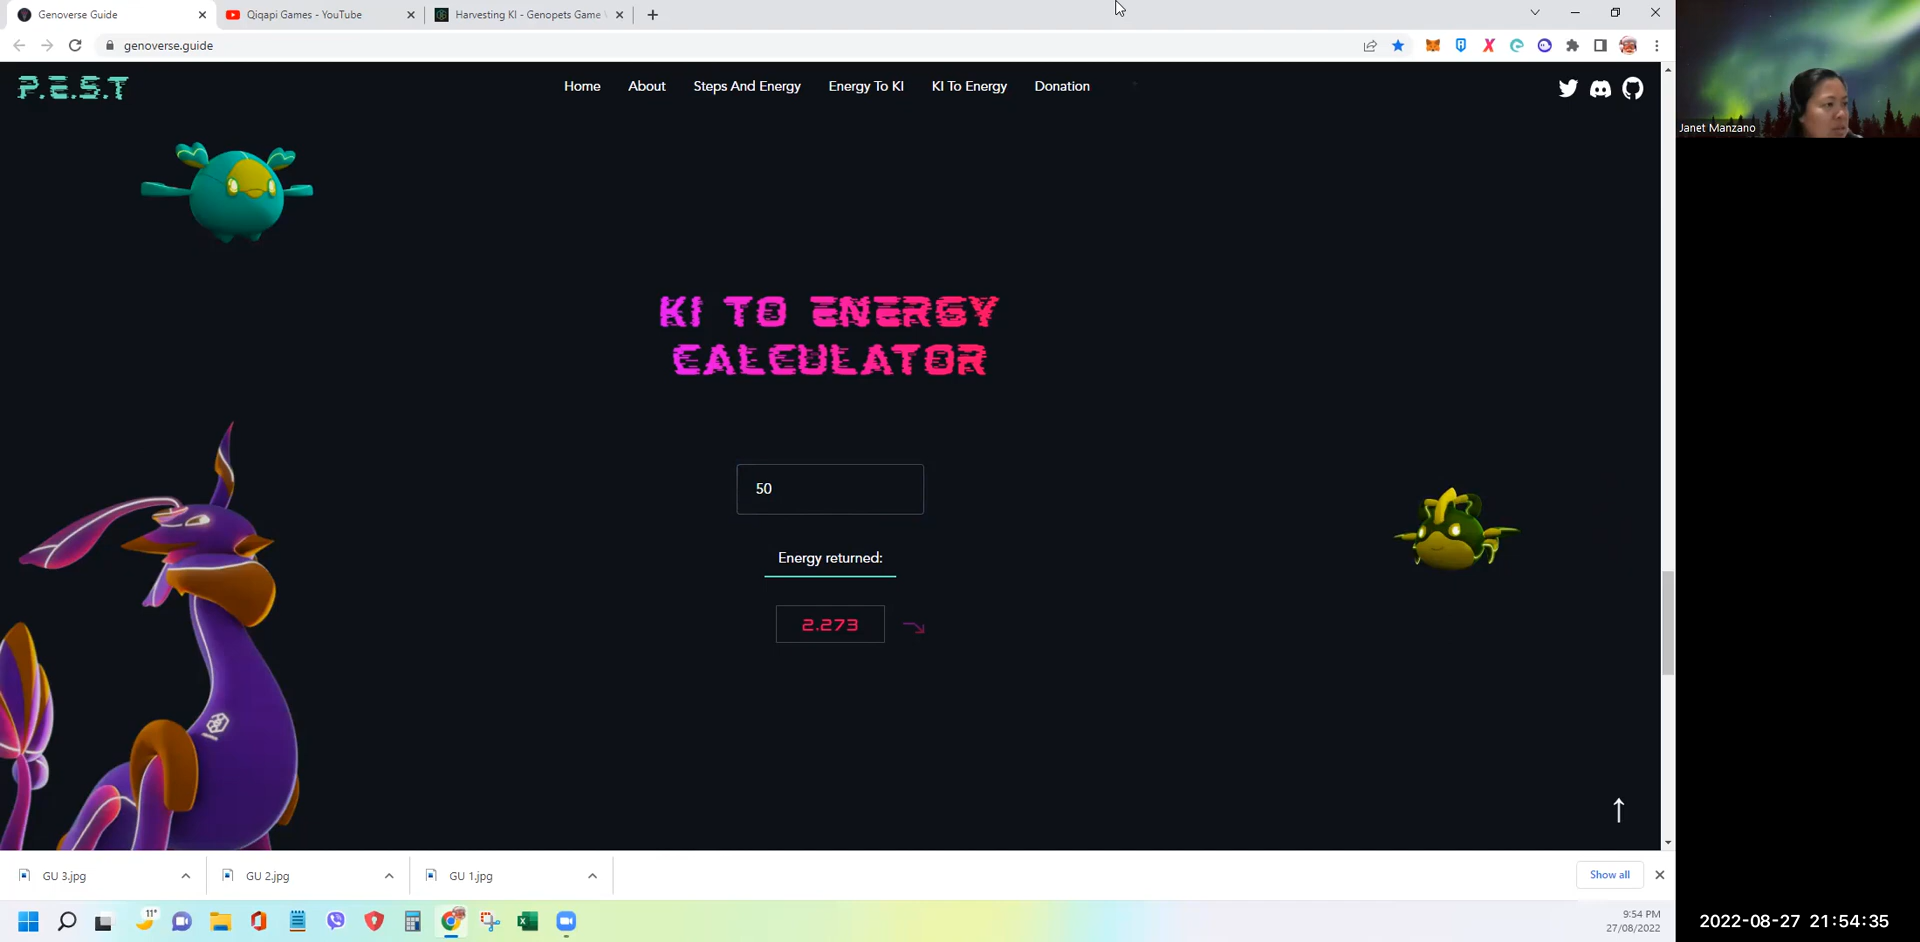 Genoverse Guide
Qiqapi Games - YouTube
Harvesting KI - Genopets Game
genoverse.guide
P.E.S.T
Home
About
Steps And Energy
Energy To KI
KI To Energy
Donation
Janet Manzano
KI TO ENERGY
CALCULATOR
50
Energy returned:
2.273
GU 3.jpg
GU 2.jpg
GU 1.jpg
Show all
11°
9:54 PM
27/08/2022
2022-08-27 21:54:35